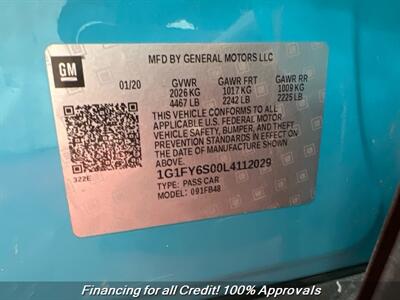 GM
MFD BY GENERAL MOTORS LLC
01/20
GVWR GAWR FRT GAWR RR
2026 KG 1017 KG 1009 KG
4467 LB 2242 LB 2225 LB
THIS VEHICLE CONFORMS TO ALL
APPLICABLE U.S. FEDERAL MOTOR
VEHICLE SAFETY, BUMPER, AND THEFT
PREVENTION STANDARDS IN EFFECT ON
THE DATE OF MANUFACTURE SHOWN
ABOVE.
1G1FY6S00L4112029
322E
TYPE: PASS CAR
MODEL: 091FB48
Financing for all Credit! 100% Approvals